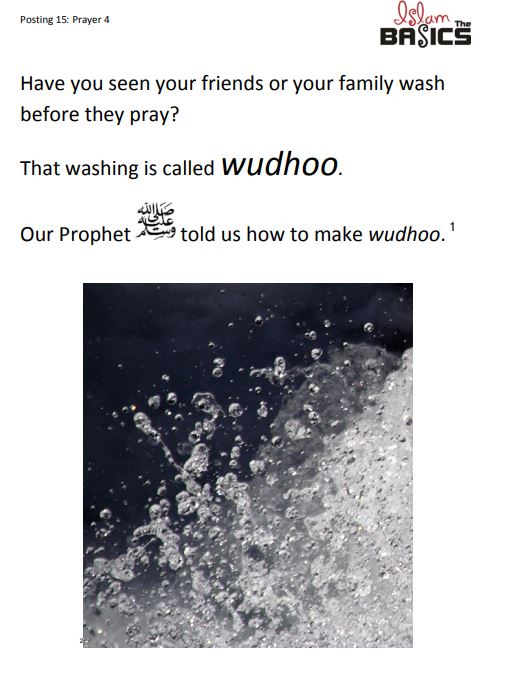 Posting 15: Prayer 4
Islam The
BASICS
Have you seen your friends or your family wash
before they pray?
That washing is called wudhoo.
Our Prophet صلى الله عليه وسلم told us how to make wudhoo. 1
2